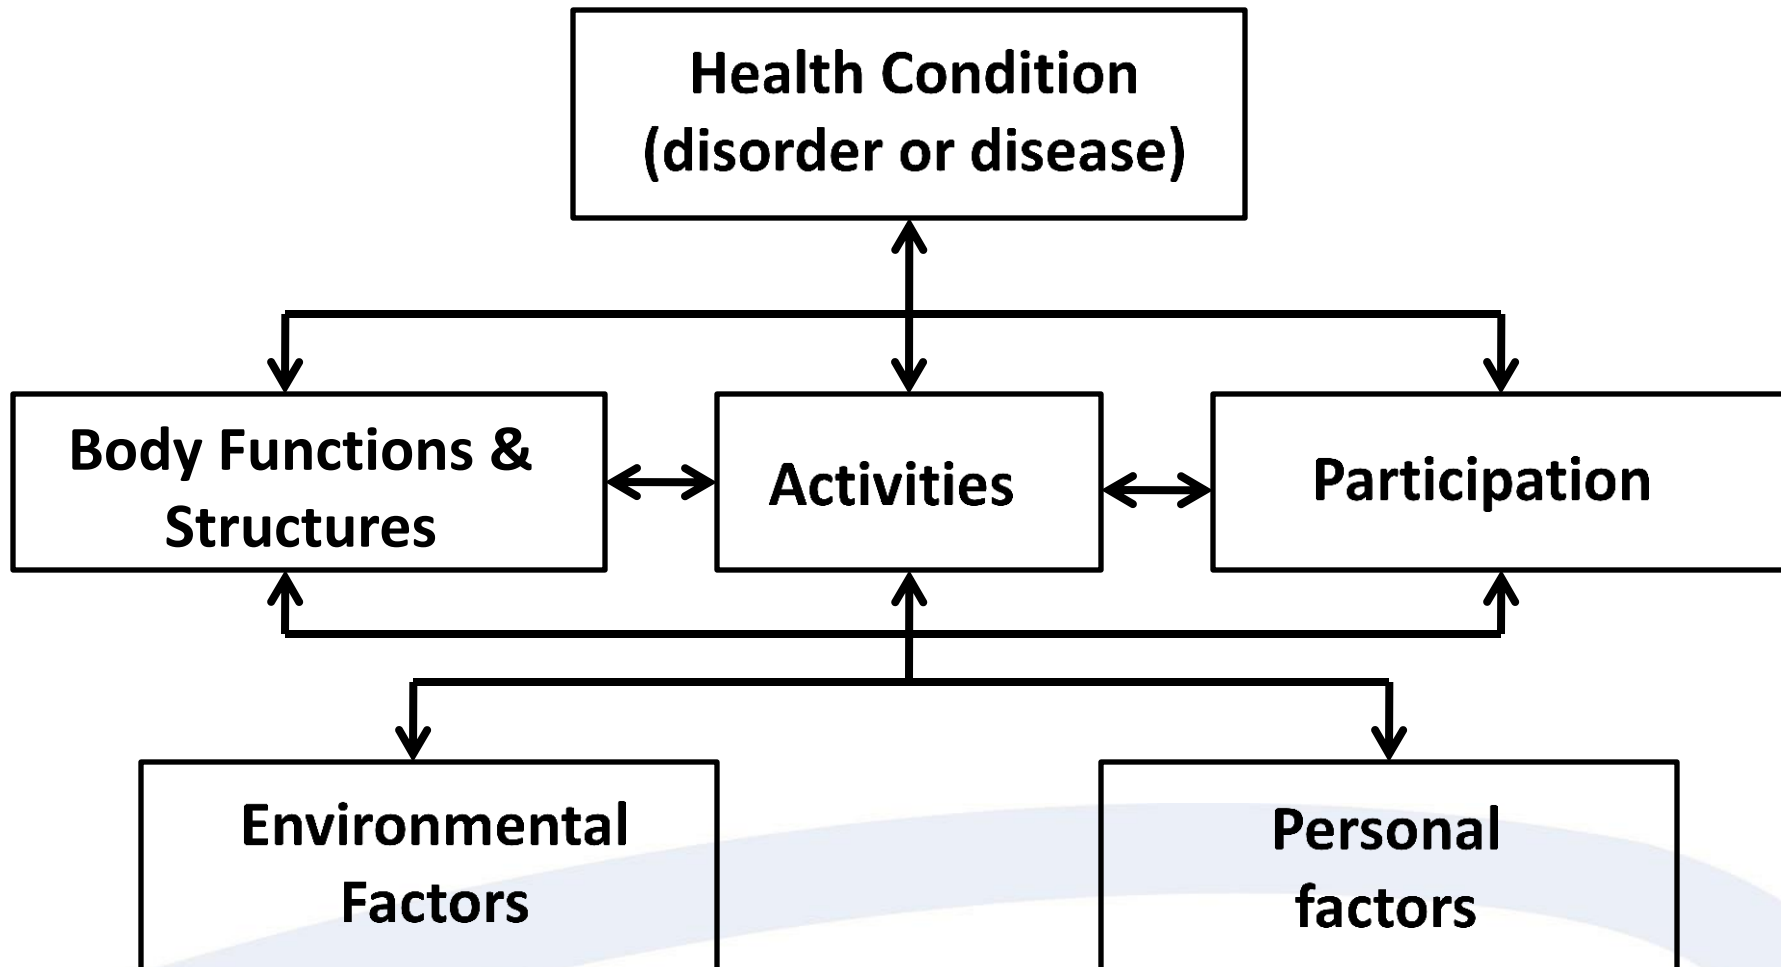 Health Condition
(disorder or disease)
Body Functions &
Structures
Activities
Participation
Environmental
Factors
Personal
factors